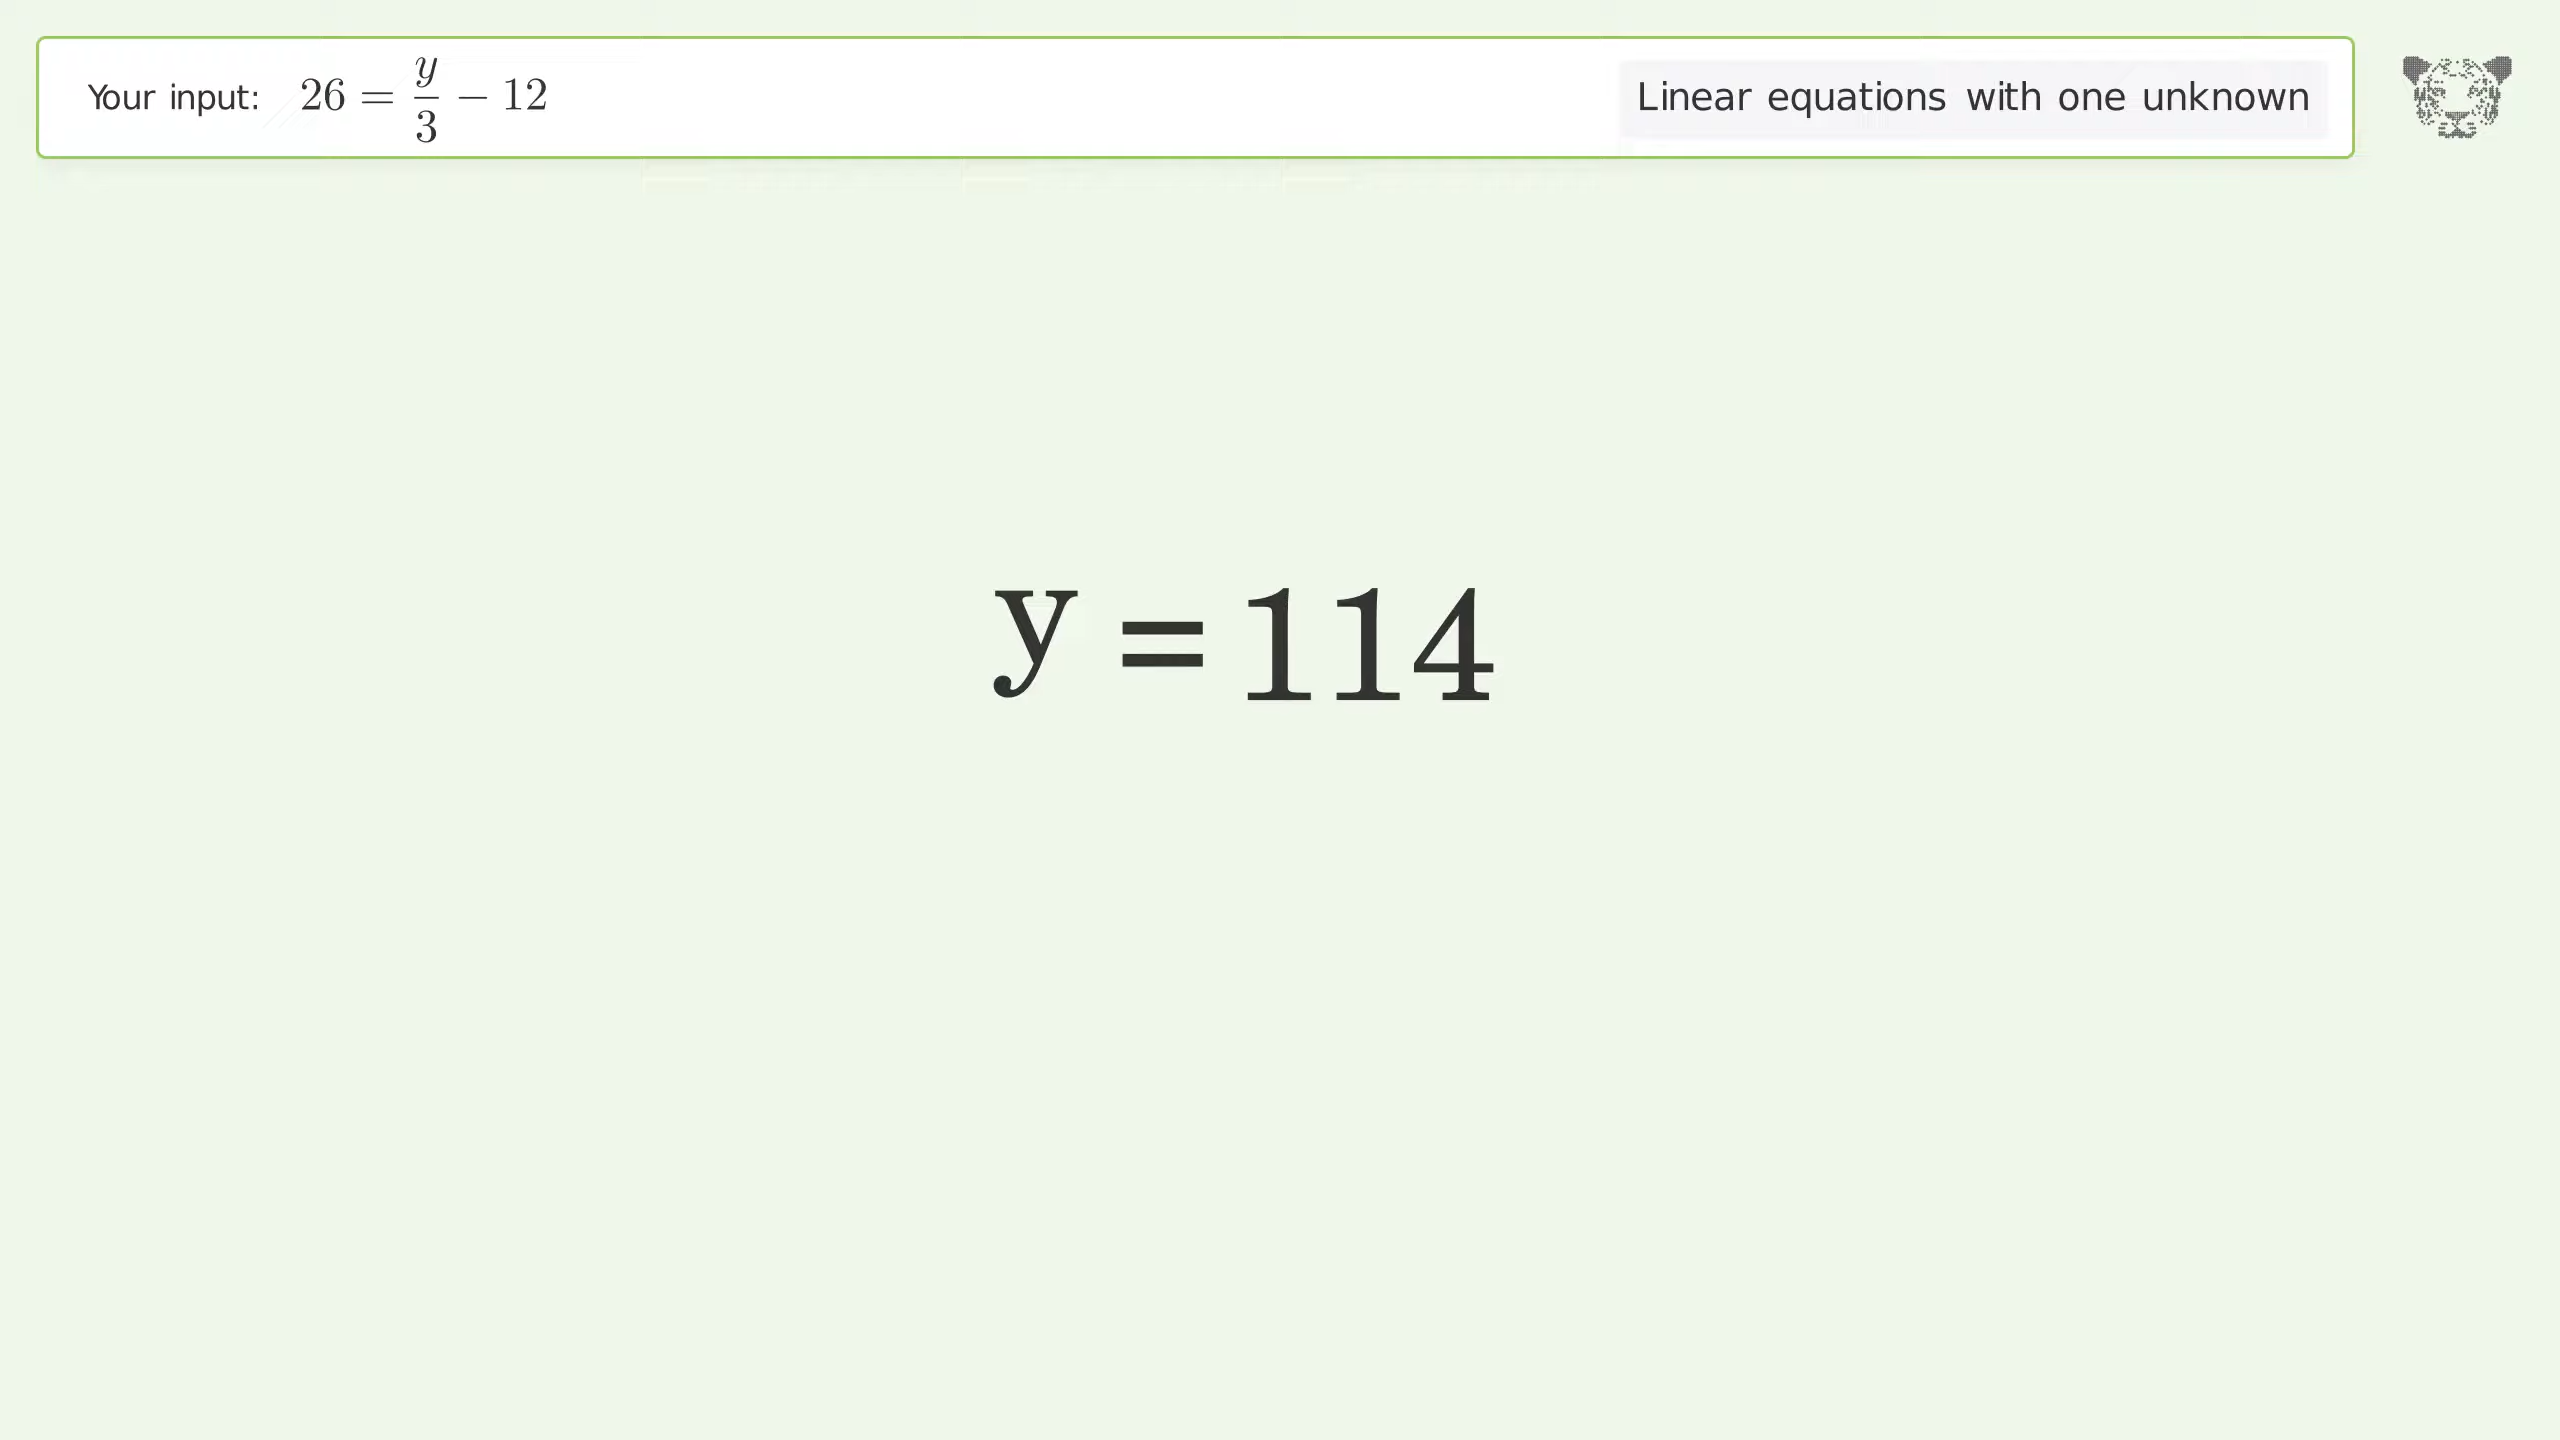 Your input: 26 = y/3 − 12
Linear equations with one unknown
y = 114